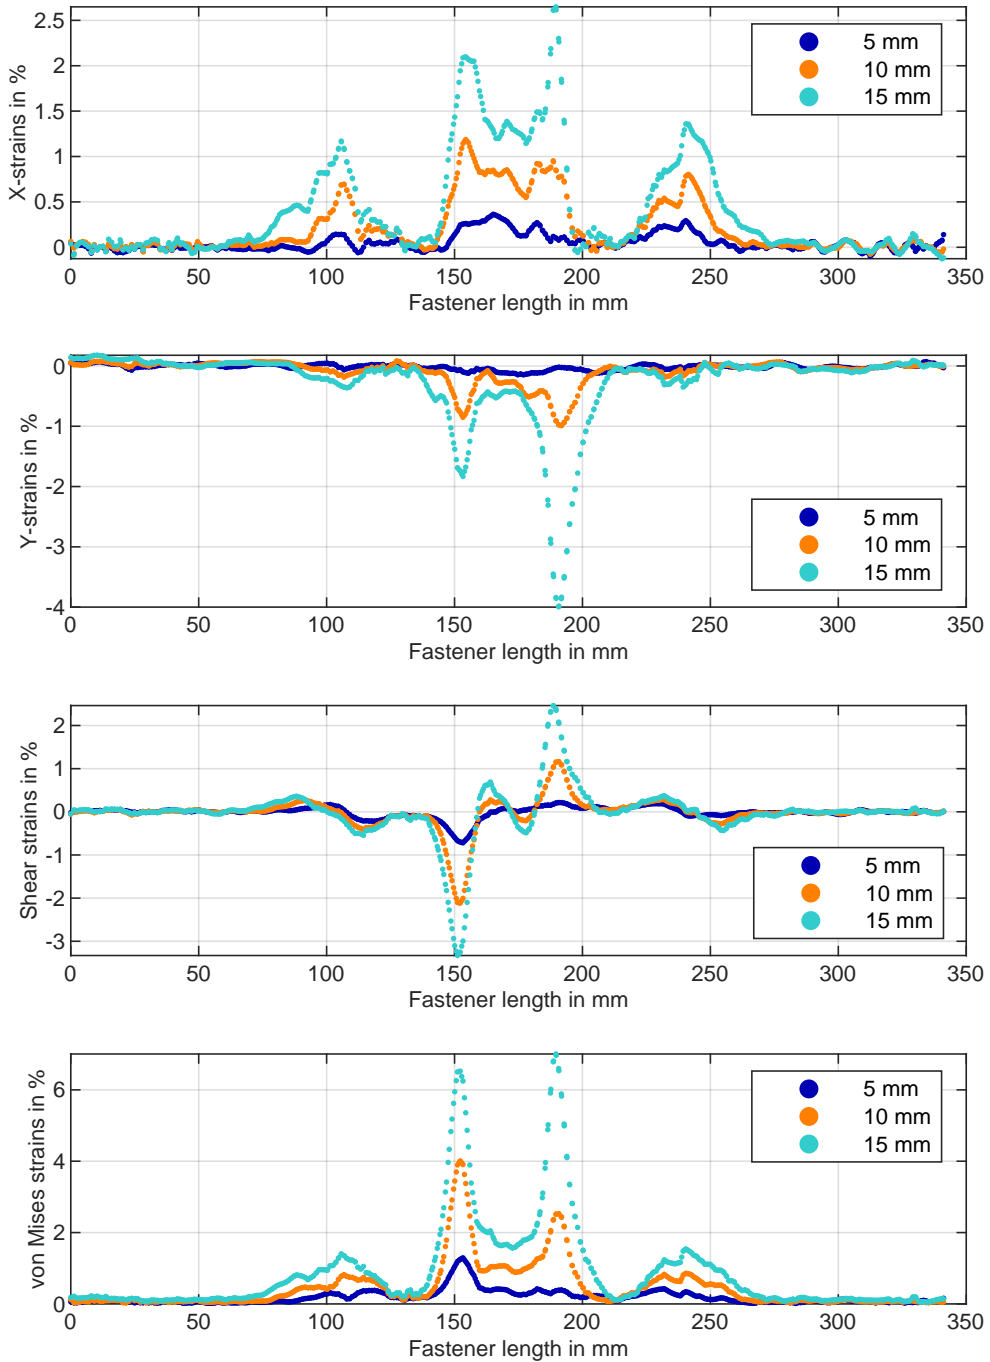 X-strains in %
2.5
2
1.5
1
0.5
0
5 mm
10 mm
15 mm
0 50 100 150 200 250 300 350
Fastener length in mm
Y-strains in %
0
-1
-2
-3
-4
5 mm
10 mm
15 mm
0 50 100 150 200 250 300 350
Fastener length in mm
Shear strains in %
2
1
0
-1
-2
-3
5 mm
10 mm
15 mm
0 50 100 150 200 250 300 350
Fastener length in mm
von Mises strains in %
6
4
2
0
5 mm
10 mm
15 mm
0 50 100 150 200 250 300 350
Fastener length in mm